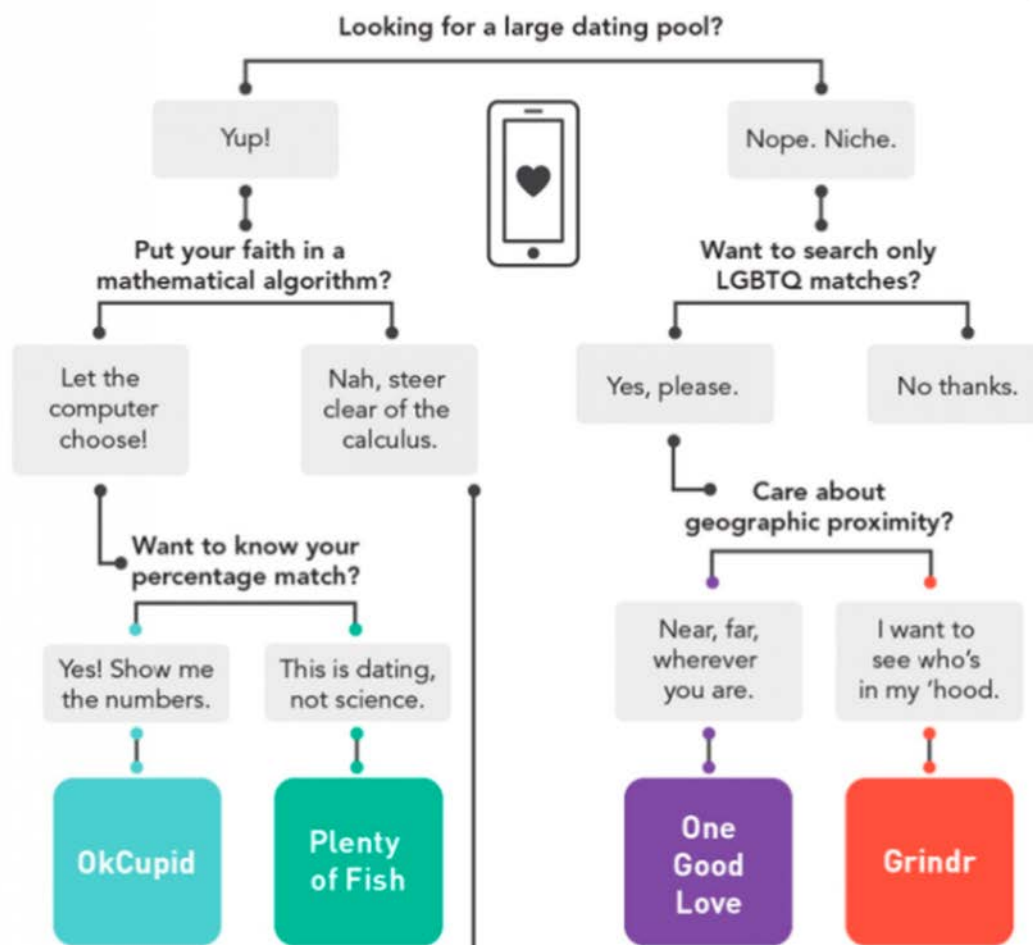 Looking for a large dating pool?
Yup!
Nope. Niche.
Put your faith in a
mathematical algorithm?
Want to search only
LGBTQ matches?
Let the
computer
choose!
Nah, steer
clear of the
calculus.
Yes, please.
No thanks.
Care about
geographic proximity?
Want to know your
percentage match?
Yes! Show me
the numbers.
This is dating,
not science.
Near, far,
wherever
you are.
I want to
see who's
in my 'hood.
OkCupid
Plenty
of Fish
One
Good
Love
Grindr